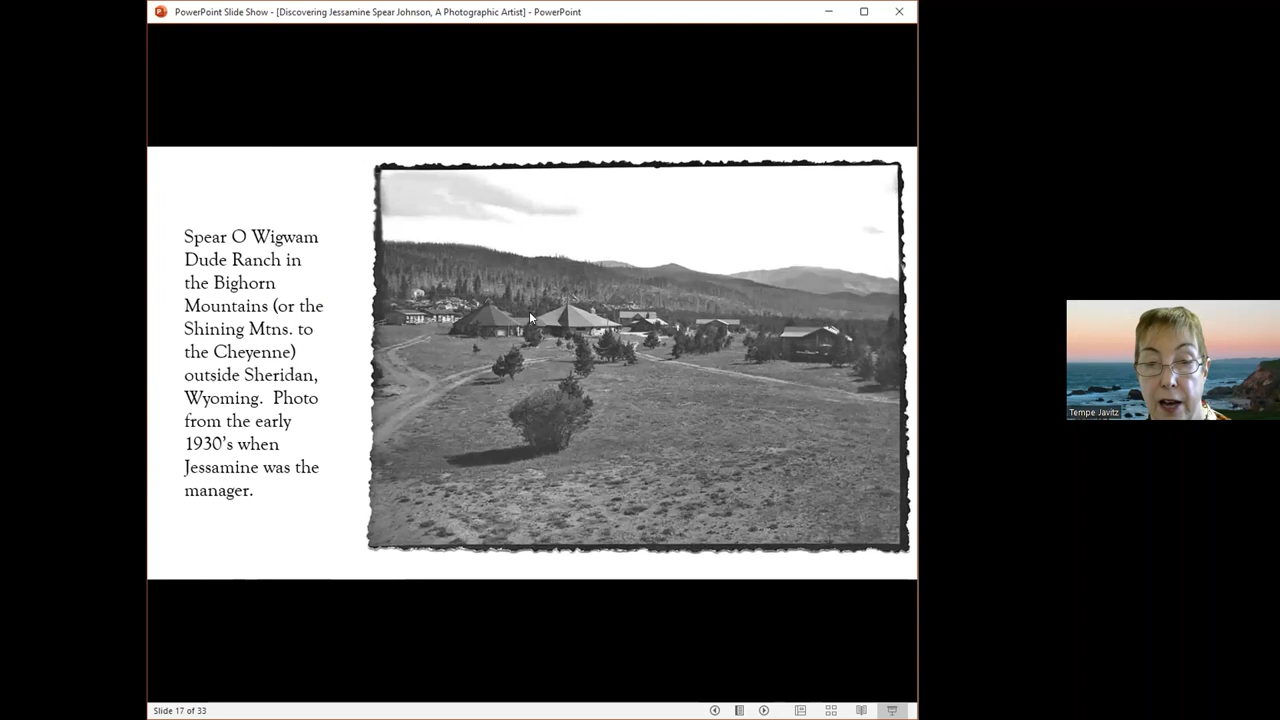 PowerPoint Slide Show - [Discovering Jessamine Spear Johnson, A Photographic Artist] - PowerPoint
Spear O Wigwam
Dude Ranch in
the Bighorn
Mountains (or the
Shining Mtns. to
the Cheyenne)
outside Sheridan,
Wyoming.  Photo
from the early
1930's when
Jessamine was the
manager.
Tempe Javitz
Slide 17 of 33